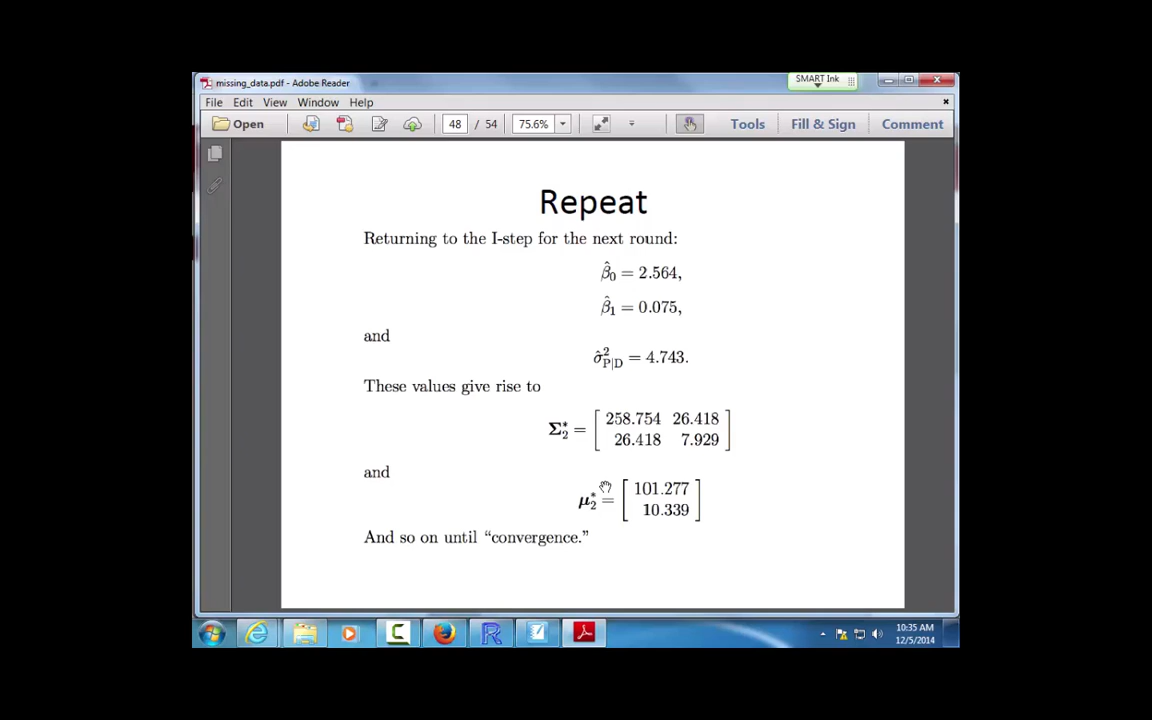 missing_data.pdf - Adobe Reader
SMART Ink
File Edit View Window Help
Open 48 / 54 75.6% Tools Fill & Sign Comment
Repeat
Returning to the I-step for the next round:
β̂₀ = 2.564,
β̂₁ = 0.075,
and
σ̂²_P|D = 4.743.
These values give rise to
Σ₂* = [ 258.754 26.418
26.418 7.929 ]
and
μ₂* = [ 101.277
10.339 ]
And so on until “convergence.”
10:35 AM
12/5/2014